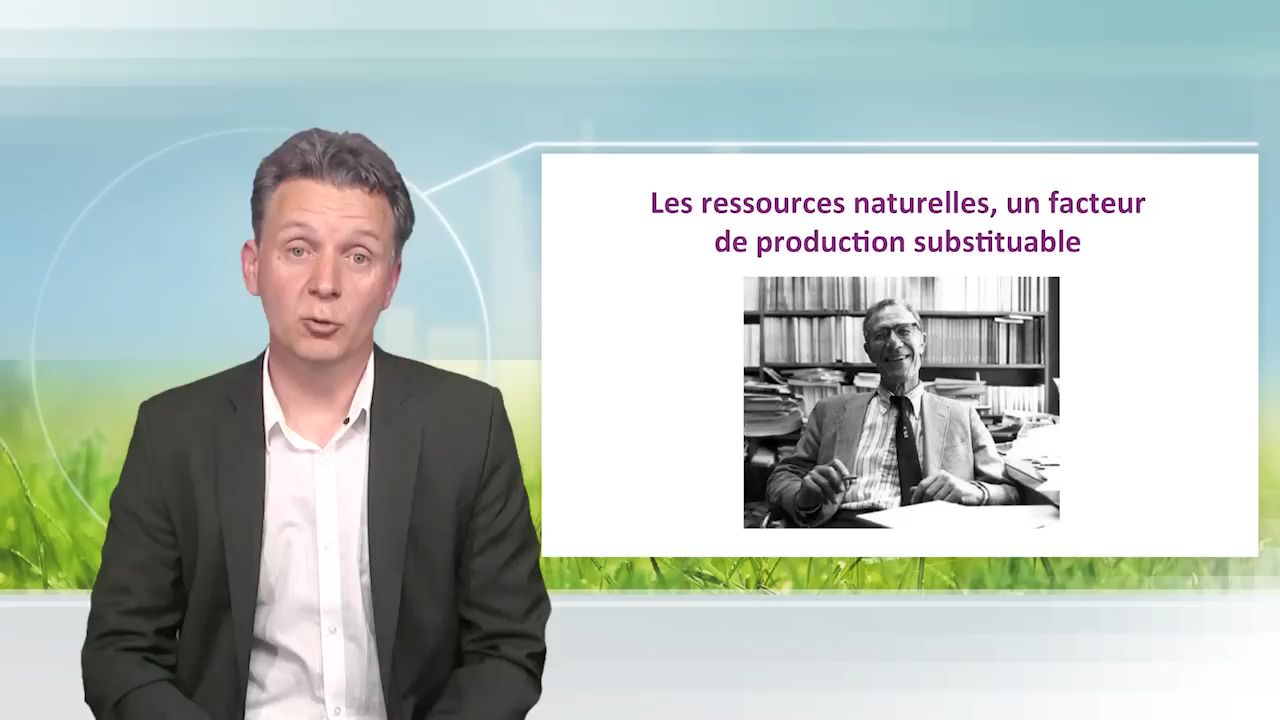 Les ressources naturelles, un facteur
de production substituable